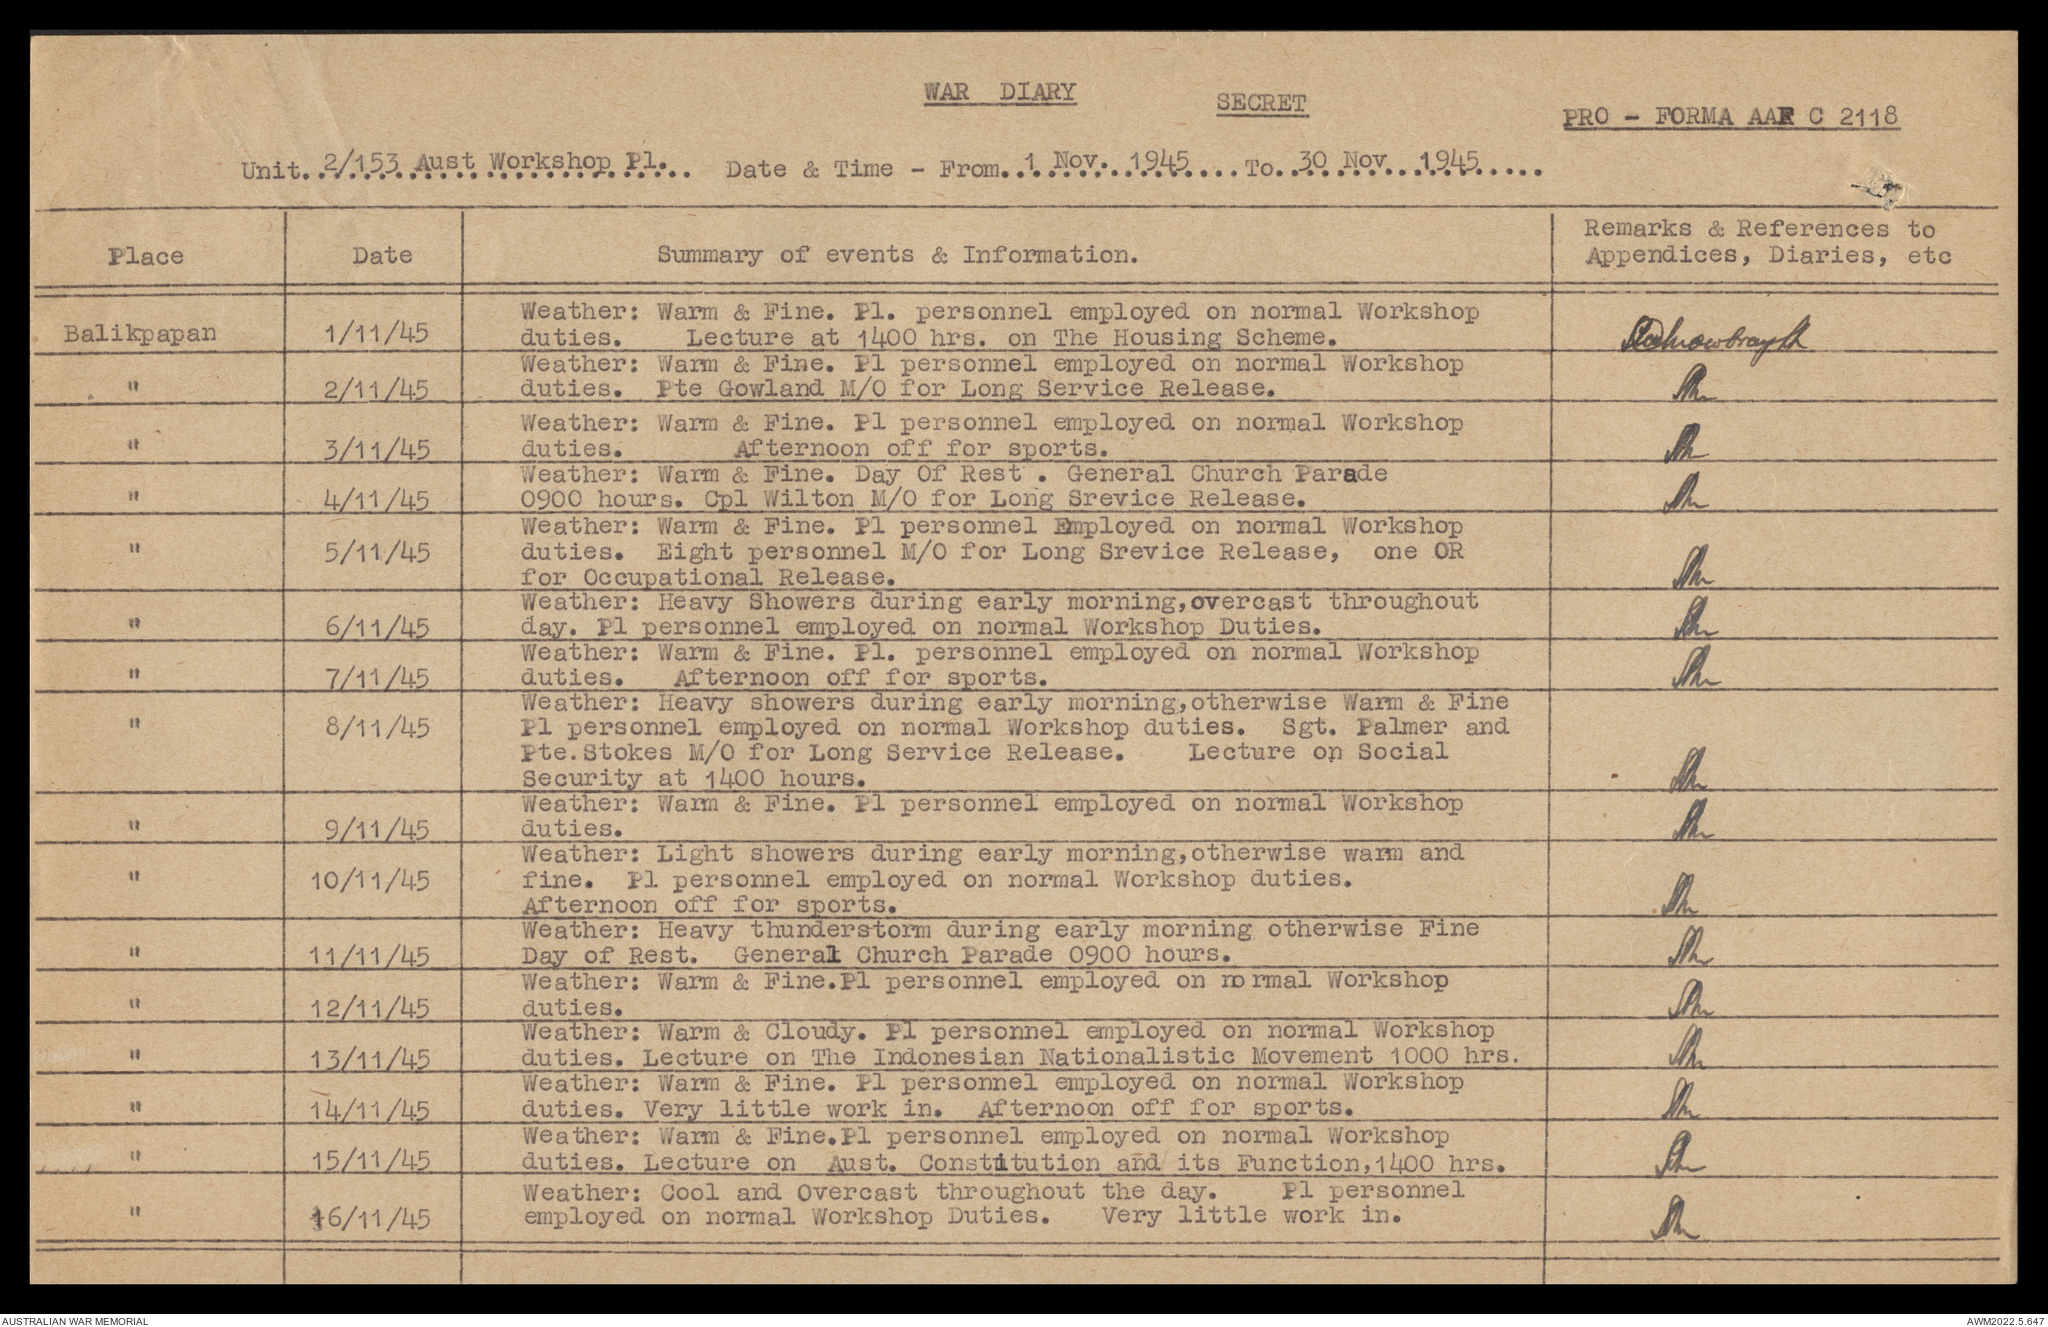 WAR DIARY
SECRET
PRO - FORMA AAF C 2118
Unit. 2/153 Aust Workshop Pl. Date & Time - From. 1 Nov. 1945 To. 30 Nov 1945
Place Date Summary of events & Information. Remarks & References to
Appendices, Diaries, etc
Weather: Warm & Fine. Pl. personnel employed on normal Workshop
Balikpapan 1/11/45 duties. Lecture at 1400 hrs. on The Housing Scheme.
Weather: Warm & Fine. Pl personnel employed on normal Workshop
" 2/11/45 duties. Pte Gowland M/O for Long Service Release.
Weather: Warm & Fine. Pl personnel employed on normal Workshop
" 3/11/45 duties. Afternoon off for sports.
Weather: Warm & Fine. Day Of Rest . General Church Parade
" 4/11/45 0900 hours. Cpl Wilton M/O for Long Srevice Release.
Weather: Warm & Fine. Pl personnel Employed on normal Workshop
" 5/11/45 duties. Eight personnel M/O for Long Srevice Release, one OR
for Occupational Release.
Weather: Heavy Showers during early morning,overcast throughout
" 6/11/45 day. Pl personnel employed on normal Workshop Duties.
Weather: Warm & Fine. Pl. personnel employed on normal Workshop
" 7/11/45 duties. Afternoon off for sports.
Weather: Heavy showers during early morning,otherwise Warm & Fine
" 8/11/45 Pl personnel employed on normal Workshop duties. Sgt. Palmer and
Pte.Stokes M/O for Long Service Release. Lecture on Social
Security at 1400 hours.
Weather: Warm & Fine. Pl personnel employed on normal Workshop
" 9/11/45 duties.
Weather: Light showers during early morning,otherwise warm and
" 10/11/45 fine. Pl personnel employed on normal Workshop duties.
Afternoon off for sports.
Weather: Heavy thunderstorm during early morning otherwise Fine
" 11/11/45 Day of Rest. General Church Parade 0900 hours.
Weather: Warm & Fine.Pl personnel employed on normal Workshop
" 12/11/45 duties.
Weather: Warm & Cloudy. Pl personnel employed on normal Workshop
" 13/11/45 duties. Lecture on The Indonesian Nationalistic Movement 1000 hrs.
Weather: Warm & Fine. Pl personnel employed on normal Workshop
" 14/11/45 duties. Very little work in. Afternoon off for sports.
Weather: Warm & Fine.Pl personnel employed on normal Workshop
" 15/11/45 duties. Lecture on Aust. Constitution and its Function,1400 hrs.
Weather: Cool and Overcast throughout the day. Pl personnel
" 16/11/45 employed on normal Workshop Duties. Very little work in.
AUSTRALIAN WAR MEMORIAL
AWM2022.5.647